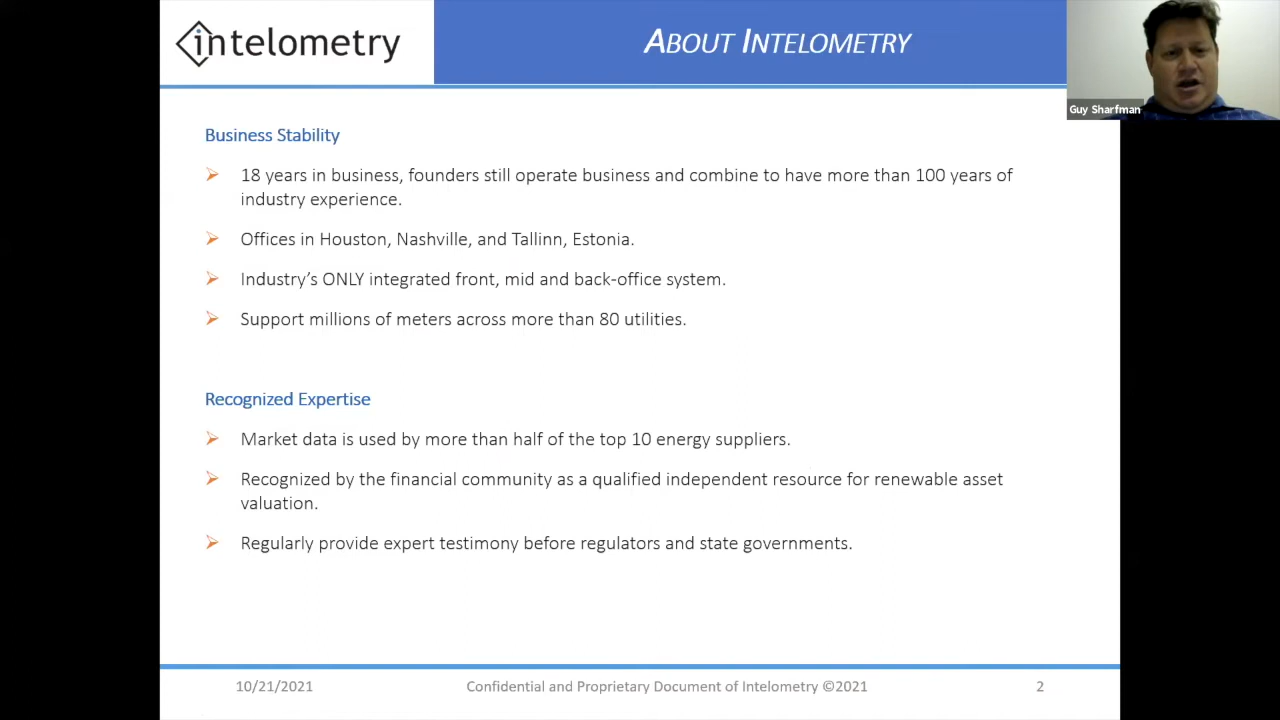 intelometry
ABOUT INTELOMETRY
Guy Sharfman
Business Stability
18 years in business, founders still operate business and combine to have more than 100 years of
industry experience.
Offices in Houston, Nashville, and Tallinn, Estonia.
Industry’s ONLY integrated front, mid and back-office system.
Support millions of meters across more than 80 utilities.
Recognized Expertise
Market data is used by more than half of the top 10 energy suppliers.
Recognized by the financial community as a qualified independent resource for renewable asset
valuation.
Regularly provide expert testimony before regulators and state governments.
10/21/2021
Confidential and Proprietary Document of Intelometry ©2021
2